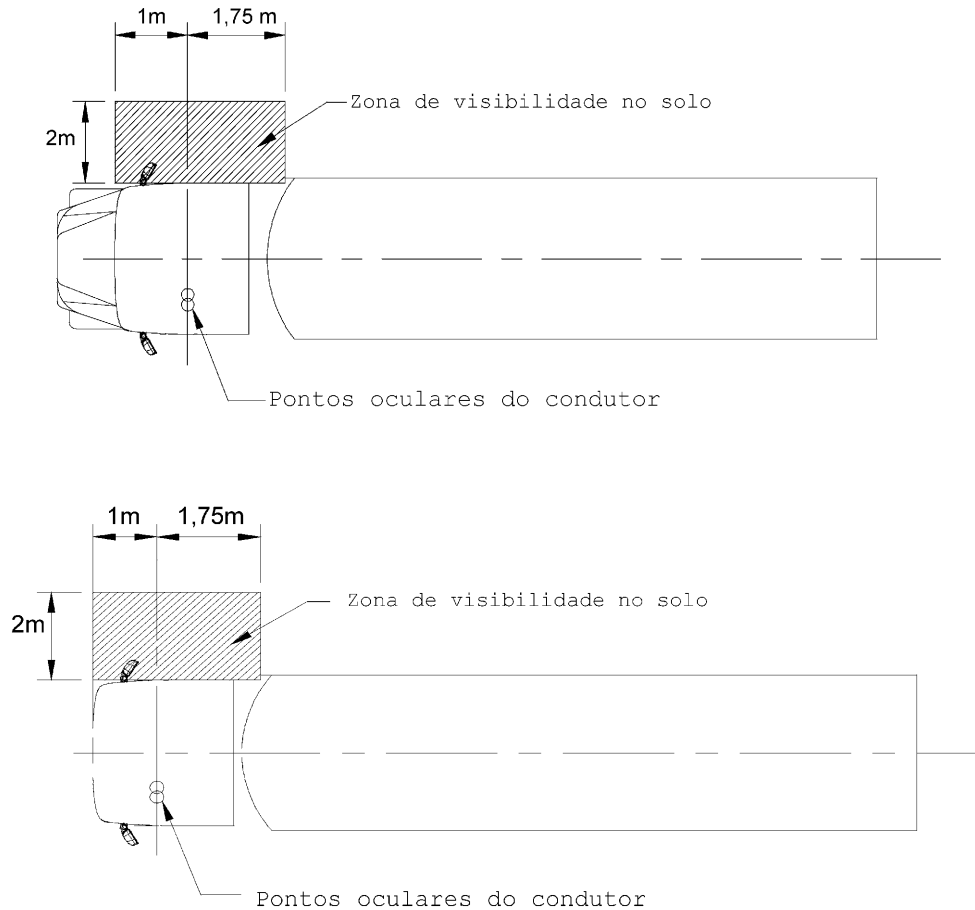 1m
1,75 m
Zona de visibilidade no solo
2m
Pontos oculares do condutor
1m
1,75m
Zona de visibilidade no solo
2m
Pontos oculares do condutor